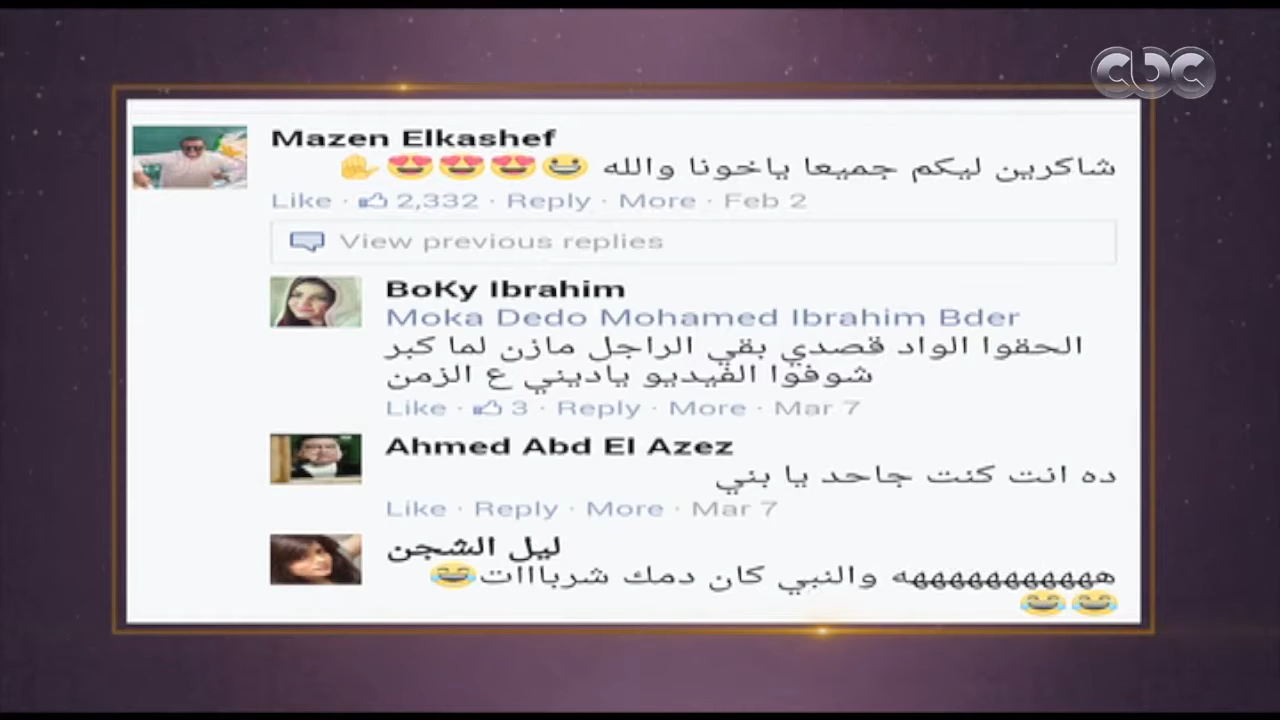 cbc
Mazen Elkashef
شاكرين ليكم جميعا ياخونا والله 😂😍😍😍✋
Like · 2,332 · Reply · More · Feb 2
View previous replies
BoKy Ibrahim
Moka Dedo Mohamed Ibrahim Bder
الحقوا الواد قصدي بقي الراجل مازن لما كبر
شوفوا الفيديو ياديني ع الزمن
Like · 3 · Reply · More · Mar 7
Ahmed Abd El Azez
ده انت كنت جاحد يا بني
Like · Reply · More · Mar 7
ليل الشجن
هههههههههههه والنبي كان دمك شرباااات😂
😂😂